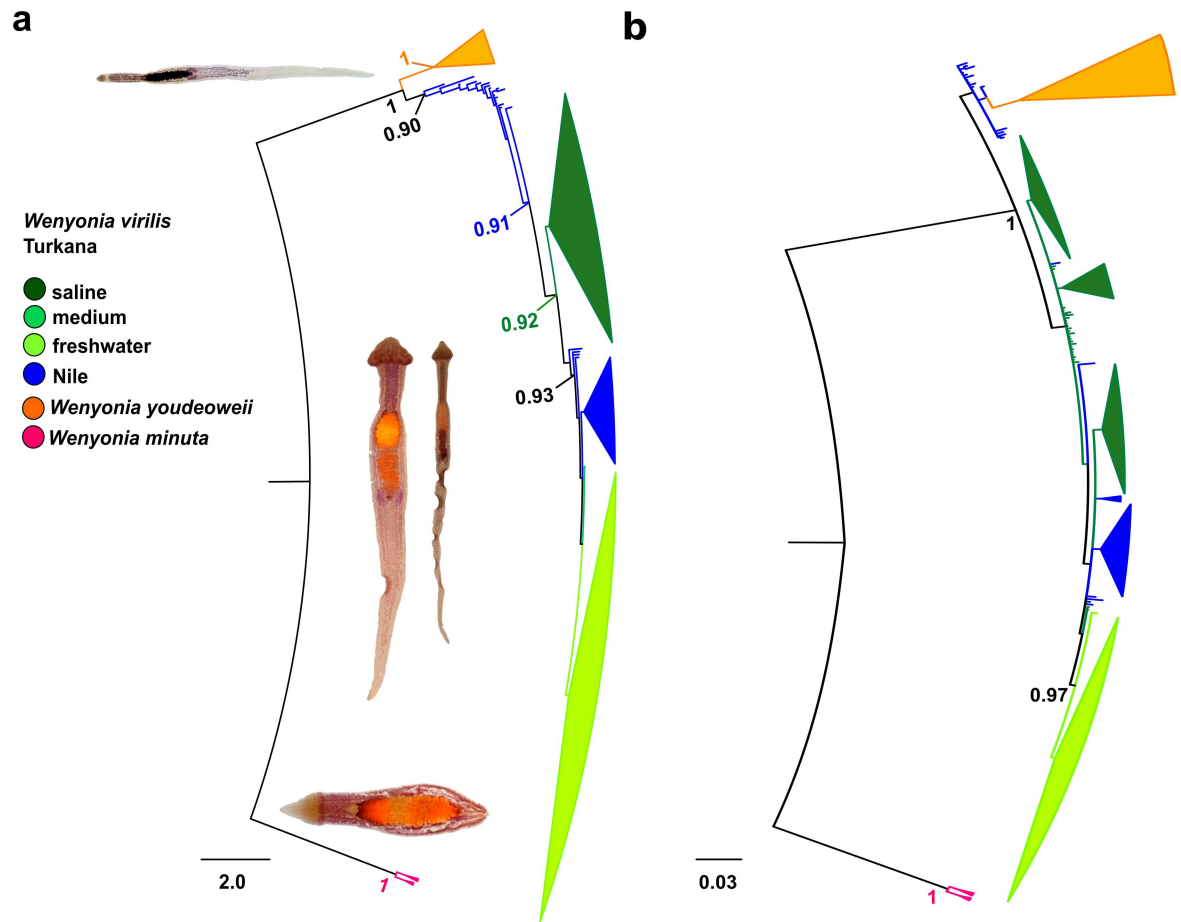 a
b
1
1
0.90
0.91
1
Wenyonia virilis
Turkana
saline
medium
freshwater
Nile
Wenyonia youdeoweii
Wenyonia minuta
0.92
0.93
0.97
2.0
1
0.03
1